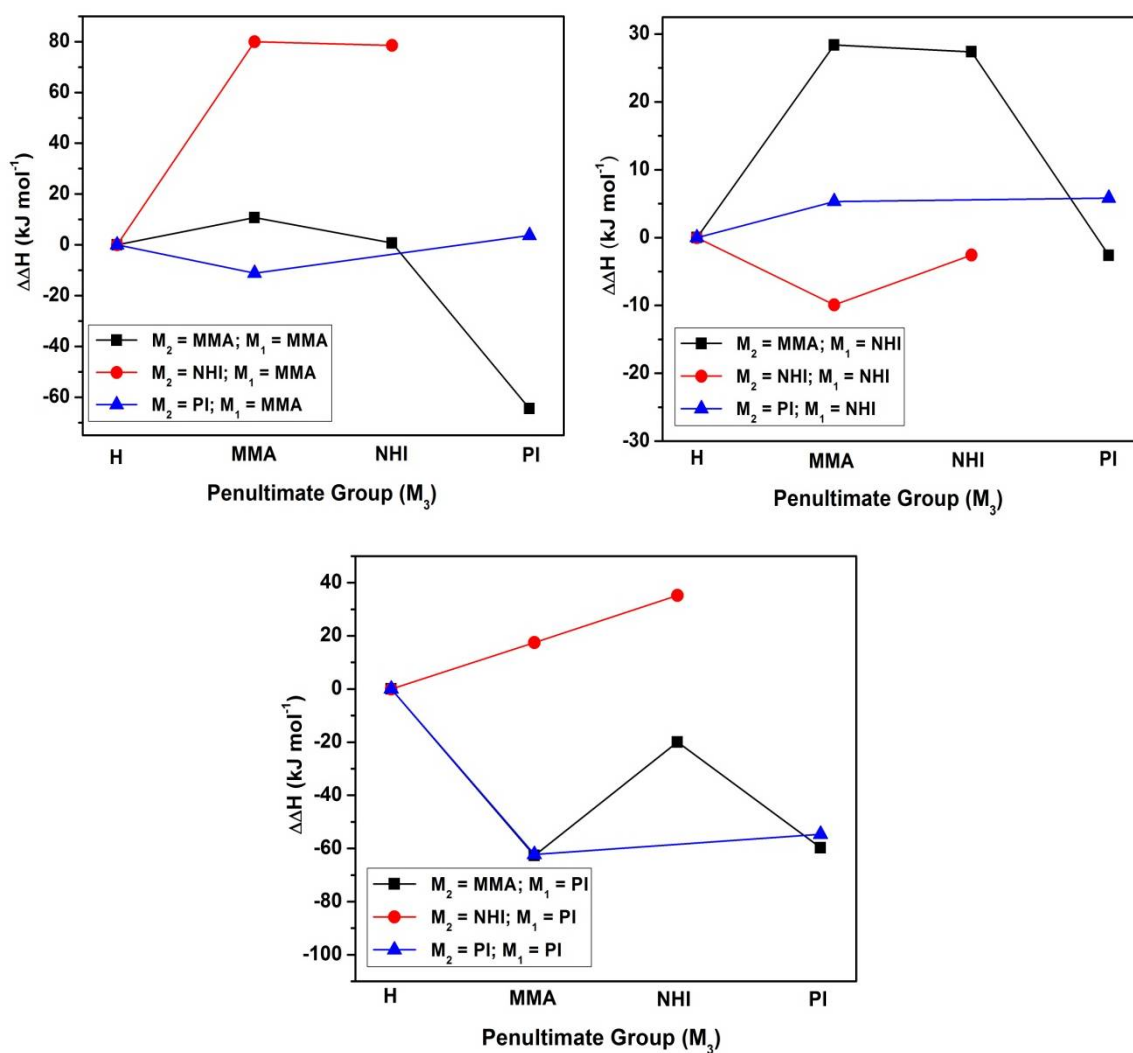 80
60
40
20
0
-20
-40
-60
ΔΔH (kJ mol⁻¹)
M₂ = MMA; M₁ = MMA
M₂ = NHI; M₁ = MMA
M₂ = PI; M₁ = MMA
H MMA NHI PI
Penultimate Group (M₃)
30
20
10
0
-10
-20
-30
ΔΔH (kJ mol⁻¹)
M₂ = MMA; M₁ = NHI
M₂ = NHI; M₁ = NHI
M₂ = PI; M₁ = NHI
H MMA NHI PI
Penultimate Group (M₃)
40
20
0
-20
-40
-60
-80
-100
ΔΔH (kJ mol⁻¹)
M₂ = MMA; M₁ = PI
M₂ = NHI; M₁ = PI
M₂ = PI; M₁ = PI
H MMA NHI PI
Penultimate Group (M₃)